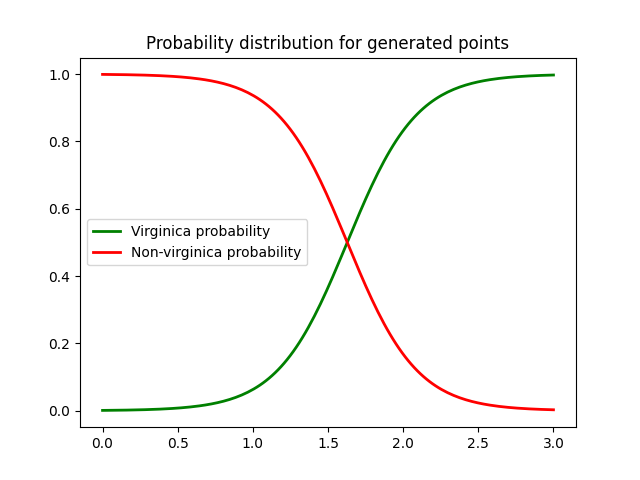 Probability distribution for generated points
1.0
0.8
0.6
0.4
0.2
0.0
Virginica probability
Non-virginica probability
0.0 0.5 1.0 1.5 2.0 2.5 3.0